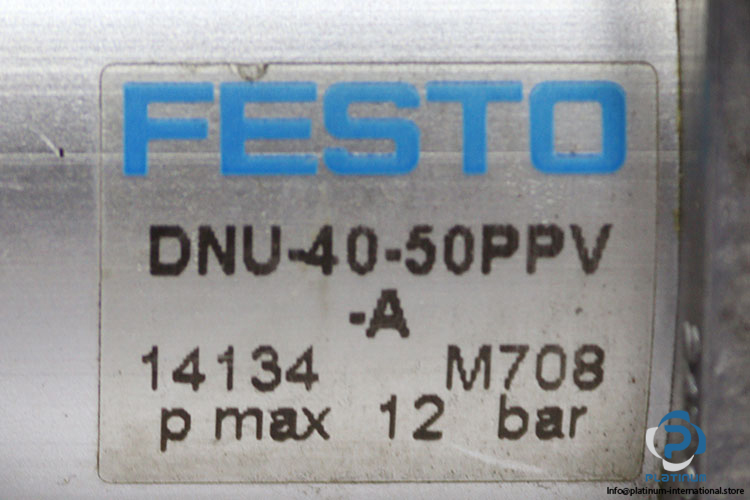 FESTO
DNU-40-50PPV
-A
14134 M708
p max 12 bar
PLATINUM
Info@platinum-international.store